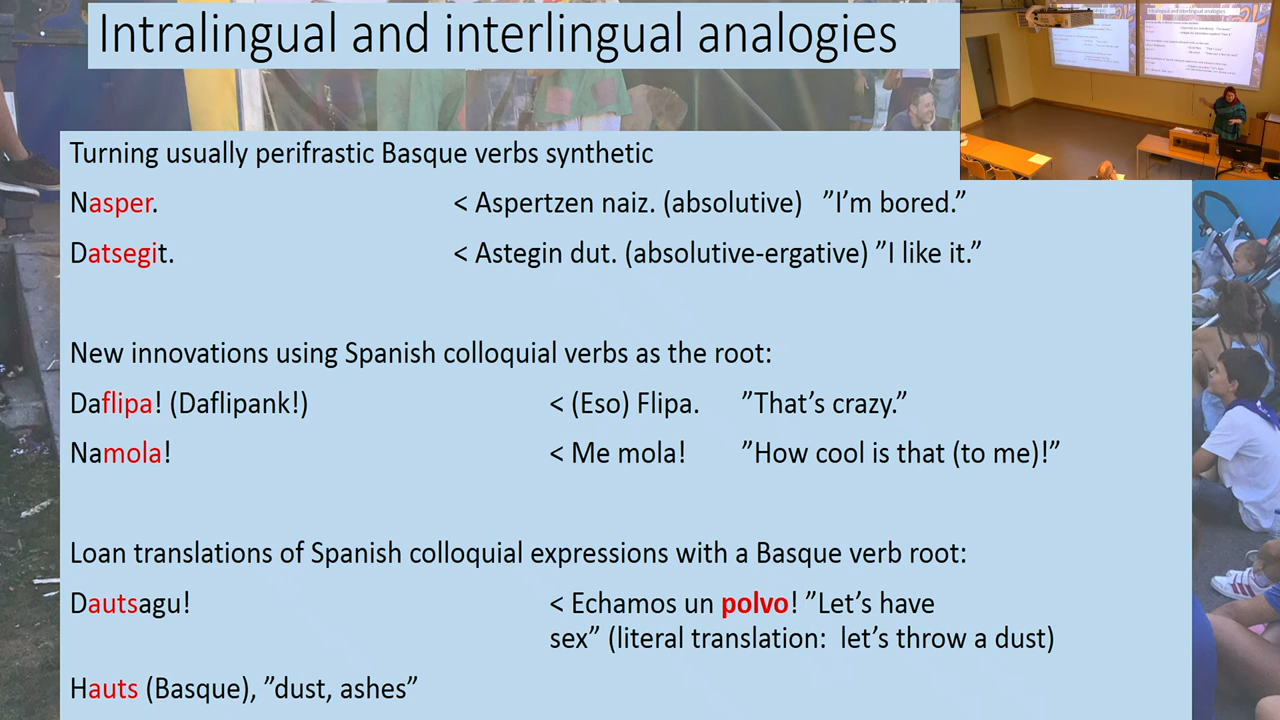 Intralingual and interlingual analogies
Turning usually perifrastic Basque verbs synthetic
Nasper. < Aspertzen naiz. (absolutive) ”I’m bored.”
Datsegit. < Astegin dut. (absolutive-ergative) ”I like it.”
New innovations using Spanish colloquial verbs as the root:
Daflipa! (Daflipank!) < (Eso) Flipa. ”That’s crazy.”
Namola! < Me mola! ”How cool is that (to me)!”
Loan translations of Spanish colloquial expressions with a Basque verb root:
Dautsagu! < Echamos un polvo! ”Let’s have
sex” (literal translation: let’s throw a dust)
Hauts (Basque), ”dust, ashes”